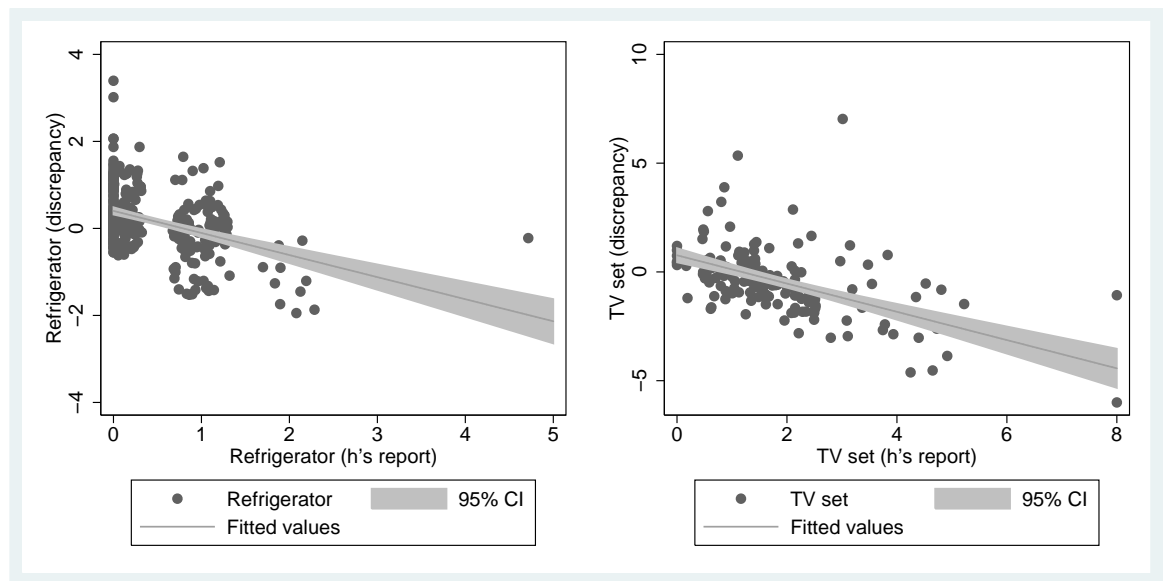 Refrigerator (discrepancy)
4
2
0
−2
−4
0 1 2 3 4 5
Refrigerator (h's report)
Refrigerator 95% CI
Fitted values
TV set (discrepancy)
10
5
0
−5
0 2 4 6 8
TV set (h's report)
TV set 95% CI
Fitted values